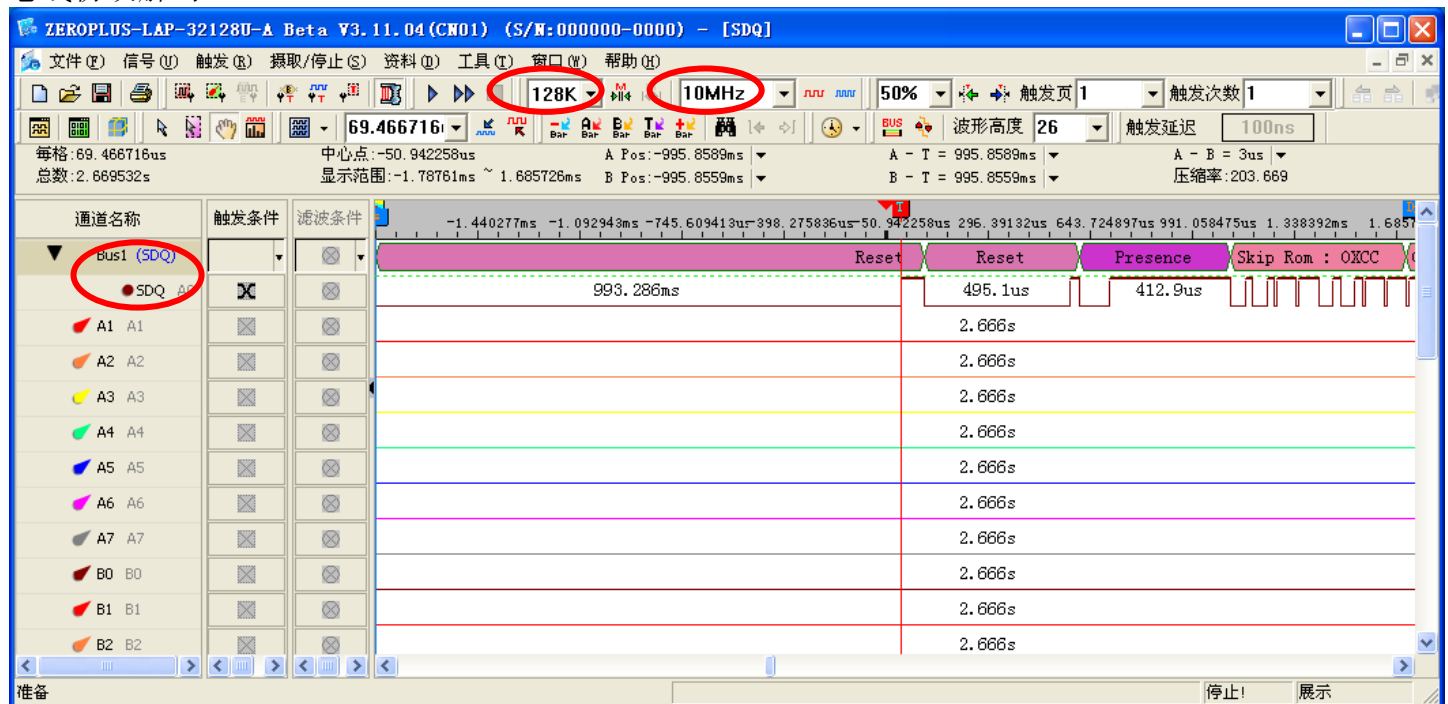 ZEROPLUS-LAP-32128U-A Beta V3.11.04(CN01) (S/N:000000-0000) - [SDQ]
文件(F) 信号(U) 触发(R) 摄取/停止(S) 资料(D) 工具(T) 窗口(W) 帮助(H)
128K 10MHz 50% 触发页 1 触发次数 1
69.466716 Bar Bar Bar Bar Bar BUS 波形高度 26 触发延迟 100ns
每格:69.466716us 中心点:-50.942258us A Pos:-995.8589ms A - T = 995.8589ms A - B = 3us
总数:2.669532s 显示范围:-1.78761ms ~ 1.685726ms B Pos:-995.8559ms B - T = 995.8559ms 压缩率:203.669
通道名称 触发条件 滤波条件 -1.440277ms -1.092943ms -745.609413us -398.275836us -50.942258us 296.39132us 643.724897us 991.058475us 1.338392ms 1.6857
Bus1 (SDQ) Reset Reset Presence Skip Rom : 0XCC
SDQ A0 993.286ms 495.1us 412.9us
A1 A1 2.666s
A2 A2 2.666s
A3 A3 2.666s
A4 A4 2.666s
A5 A5 2.666s
A6 A6 2.666s
A7 A7 2.666s
B0 B0 2.666s
B1 B1 2.666s
B2 B2 2.666s
准备 停止! 展示